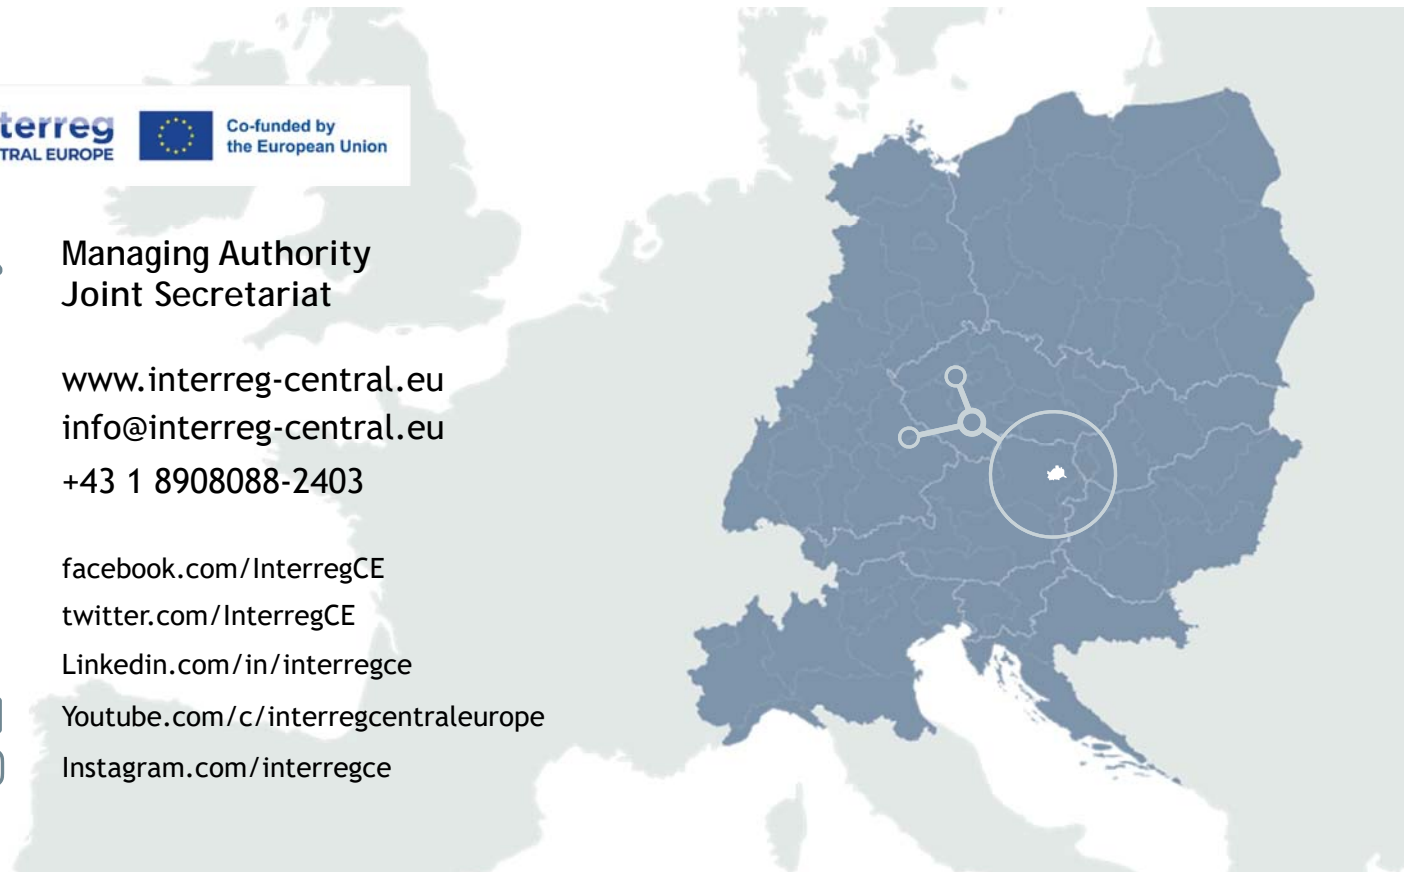 terreg
TRAL EUROPE
Co-funded by
the European Union
Managing Authority
Joint Secretariat
www.interreg-central.eu
info@interreg-central.eu
+43 1 8908088-2403
facebook.com/InterregCE
twitter.com/InterregCE
Linkedin.com/in/interregce
Youtube.com/c/interregcentraleurope
Instagram.com/interregce